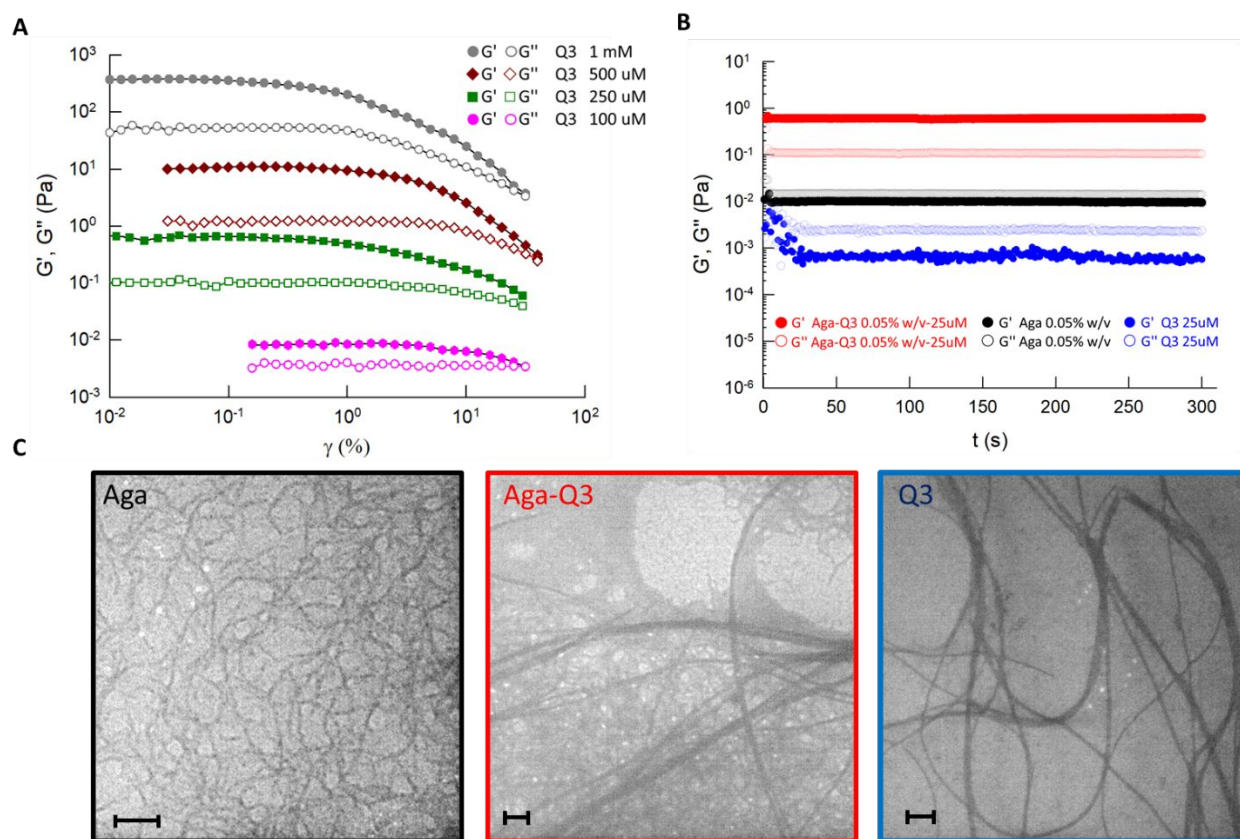 A
G', G'' (Pa)
10³
10²
10¹
10⁰
10⁻¹
10⁻²
10⁻³
10⁻² 10⁻¹ 10⁰ 10¹ 10²
γ (%)
G' G'' Q3 1 mM
G' G'' Q3 500 uM
G' G'' Q3 250 uM
G' G'' Q3 100 uM
B
G', G'' (Pa)
10¹
10⁰
10⁻¹
10⁻²
10⁻³
10⁻⁴
10⁻⁵
10⁻⁶
G' Aga-Q3 0.05% w/v-25uM G' Aga 0.05% w/v G' Q3 25uM
G'' Aga-Q3 0.05% w/v-25uM G'' Aga 0.05% w/v G'' Q3 25uM
0 50 100 150 200 250 300
t (s)
C
Aga
Aga-Q3
Q3